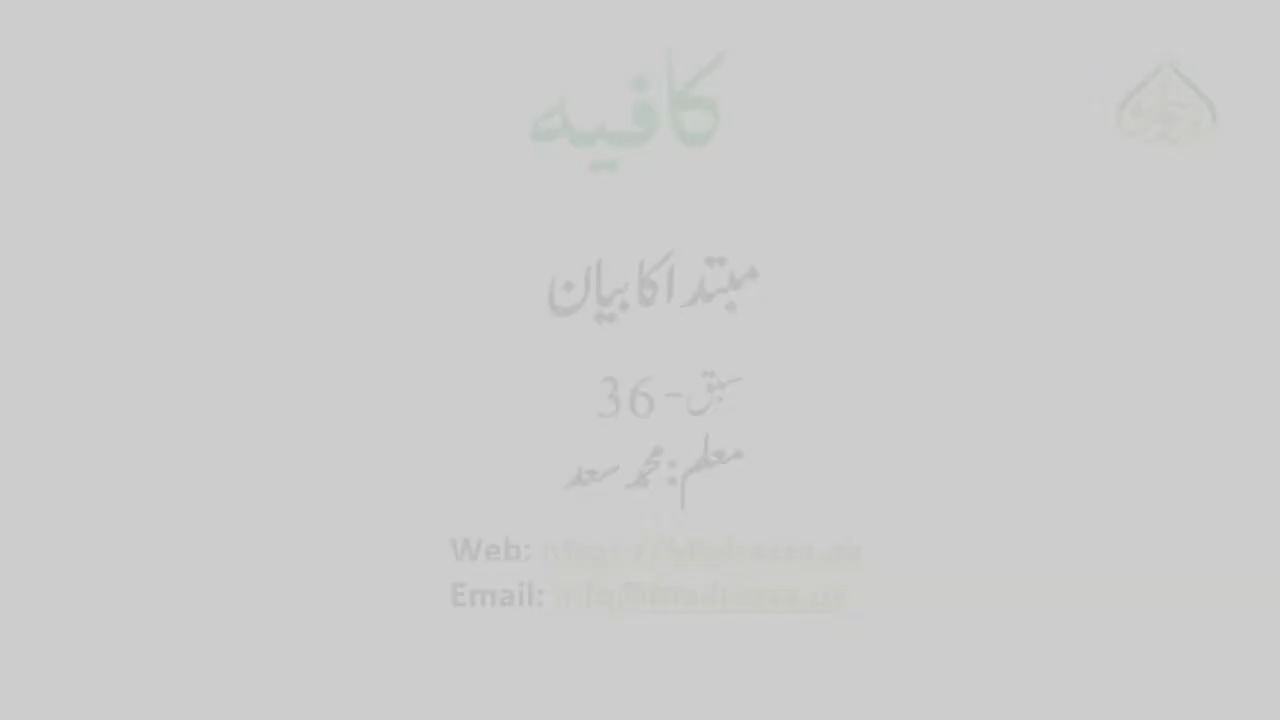 کافیہ
مبتدا کا بیان
سبق-36
معلم: محمد سعد
Web:
Email: